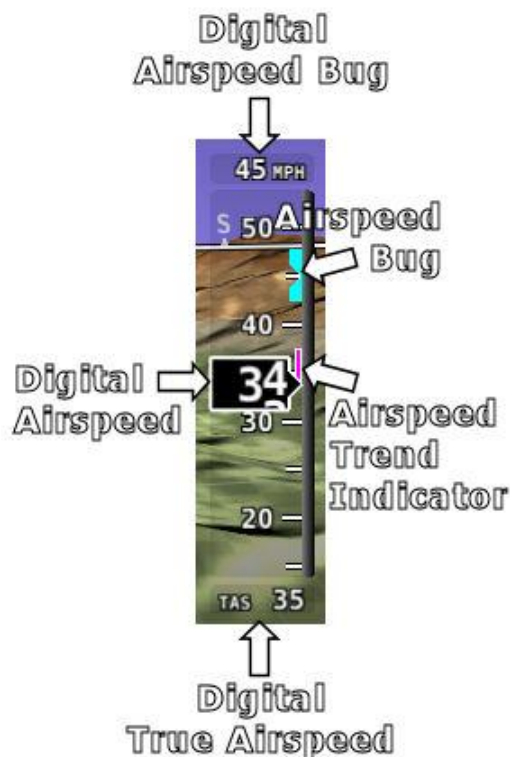 Digital
Airspeed Bug
45 MPH
S 50
Airspeed
Bug
40
Digital
Airspeed
34
30
Airspeed
Trend
Indicator
20
TAS 35
Digital
True Airspeed